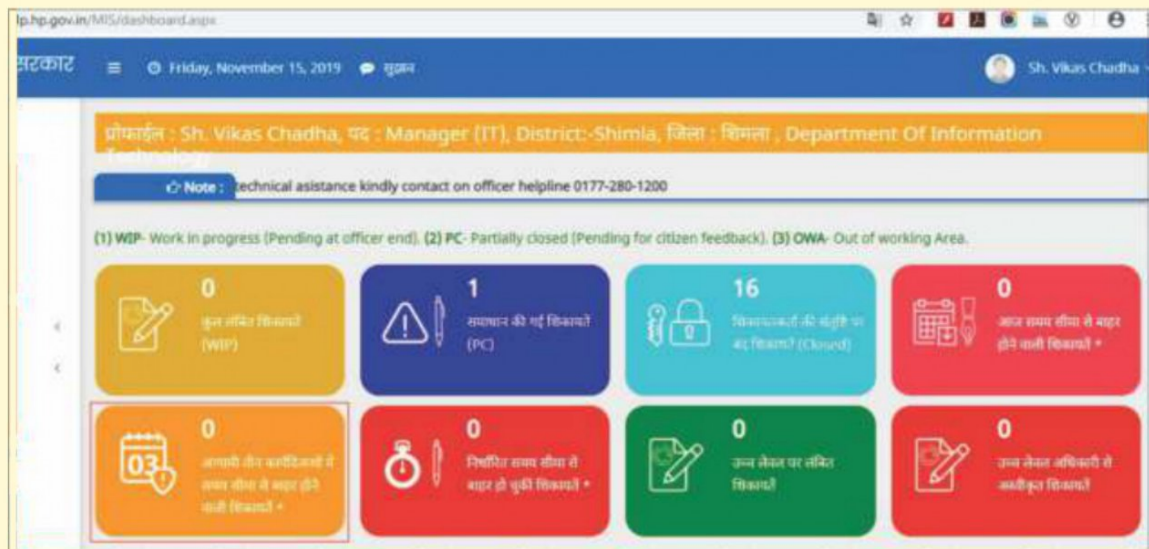 lp.hp.gov.in/MIS/dashboard.aspx
सरकार Friday, November 15, 2019 सुझाव Sh. Vikas Chadha
प्रोफाईल : Sh. Vikas Chadha, पद : Manager (IT), District:-Shimla, जिला : शिमला , Department Of Information
Technology
Note : technical asistance kindly contact on officer helpline 0177-280-1200
(1) WIP- Work in progress (Pending at officer end). (2) PC- Partially closed (Pending for citizen feedback). (3) OWA- Out of working Area.
0
कुल लंबित शिकायतें
(WIP)
1
समाधान की गई शिकायतें
(PC)
16
शिकायतकर्ता की संतुष्टि पर
बंद शिकायतें (Closed)
0
आज समय सीमा से बाहर
होने वाली शिकायतें *
03
0
आगामी तीन कार्यदिवसों में
समय सीमा से बाहर होने
वाली शिकायतें *
0
निर्धारित समय सीमा से
बाहर हो चुकी शिकायतें *
0
उच्च लेवल पर लंबित
शिकायतें
0
उच्च लेवल अधिकारी से
अस्वीकृत शिकायतें